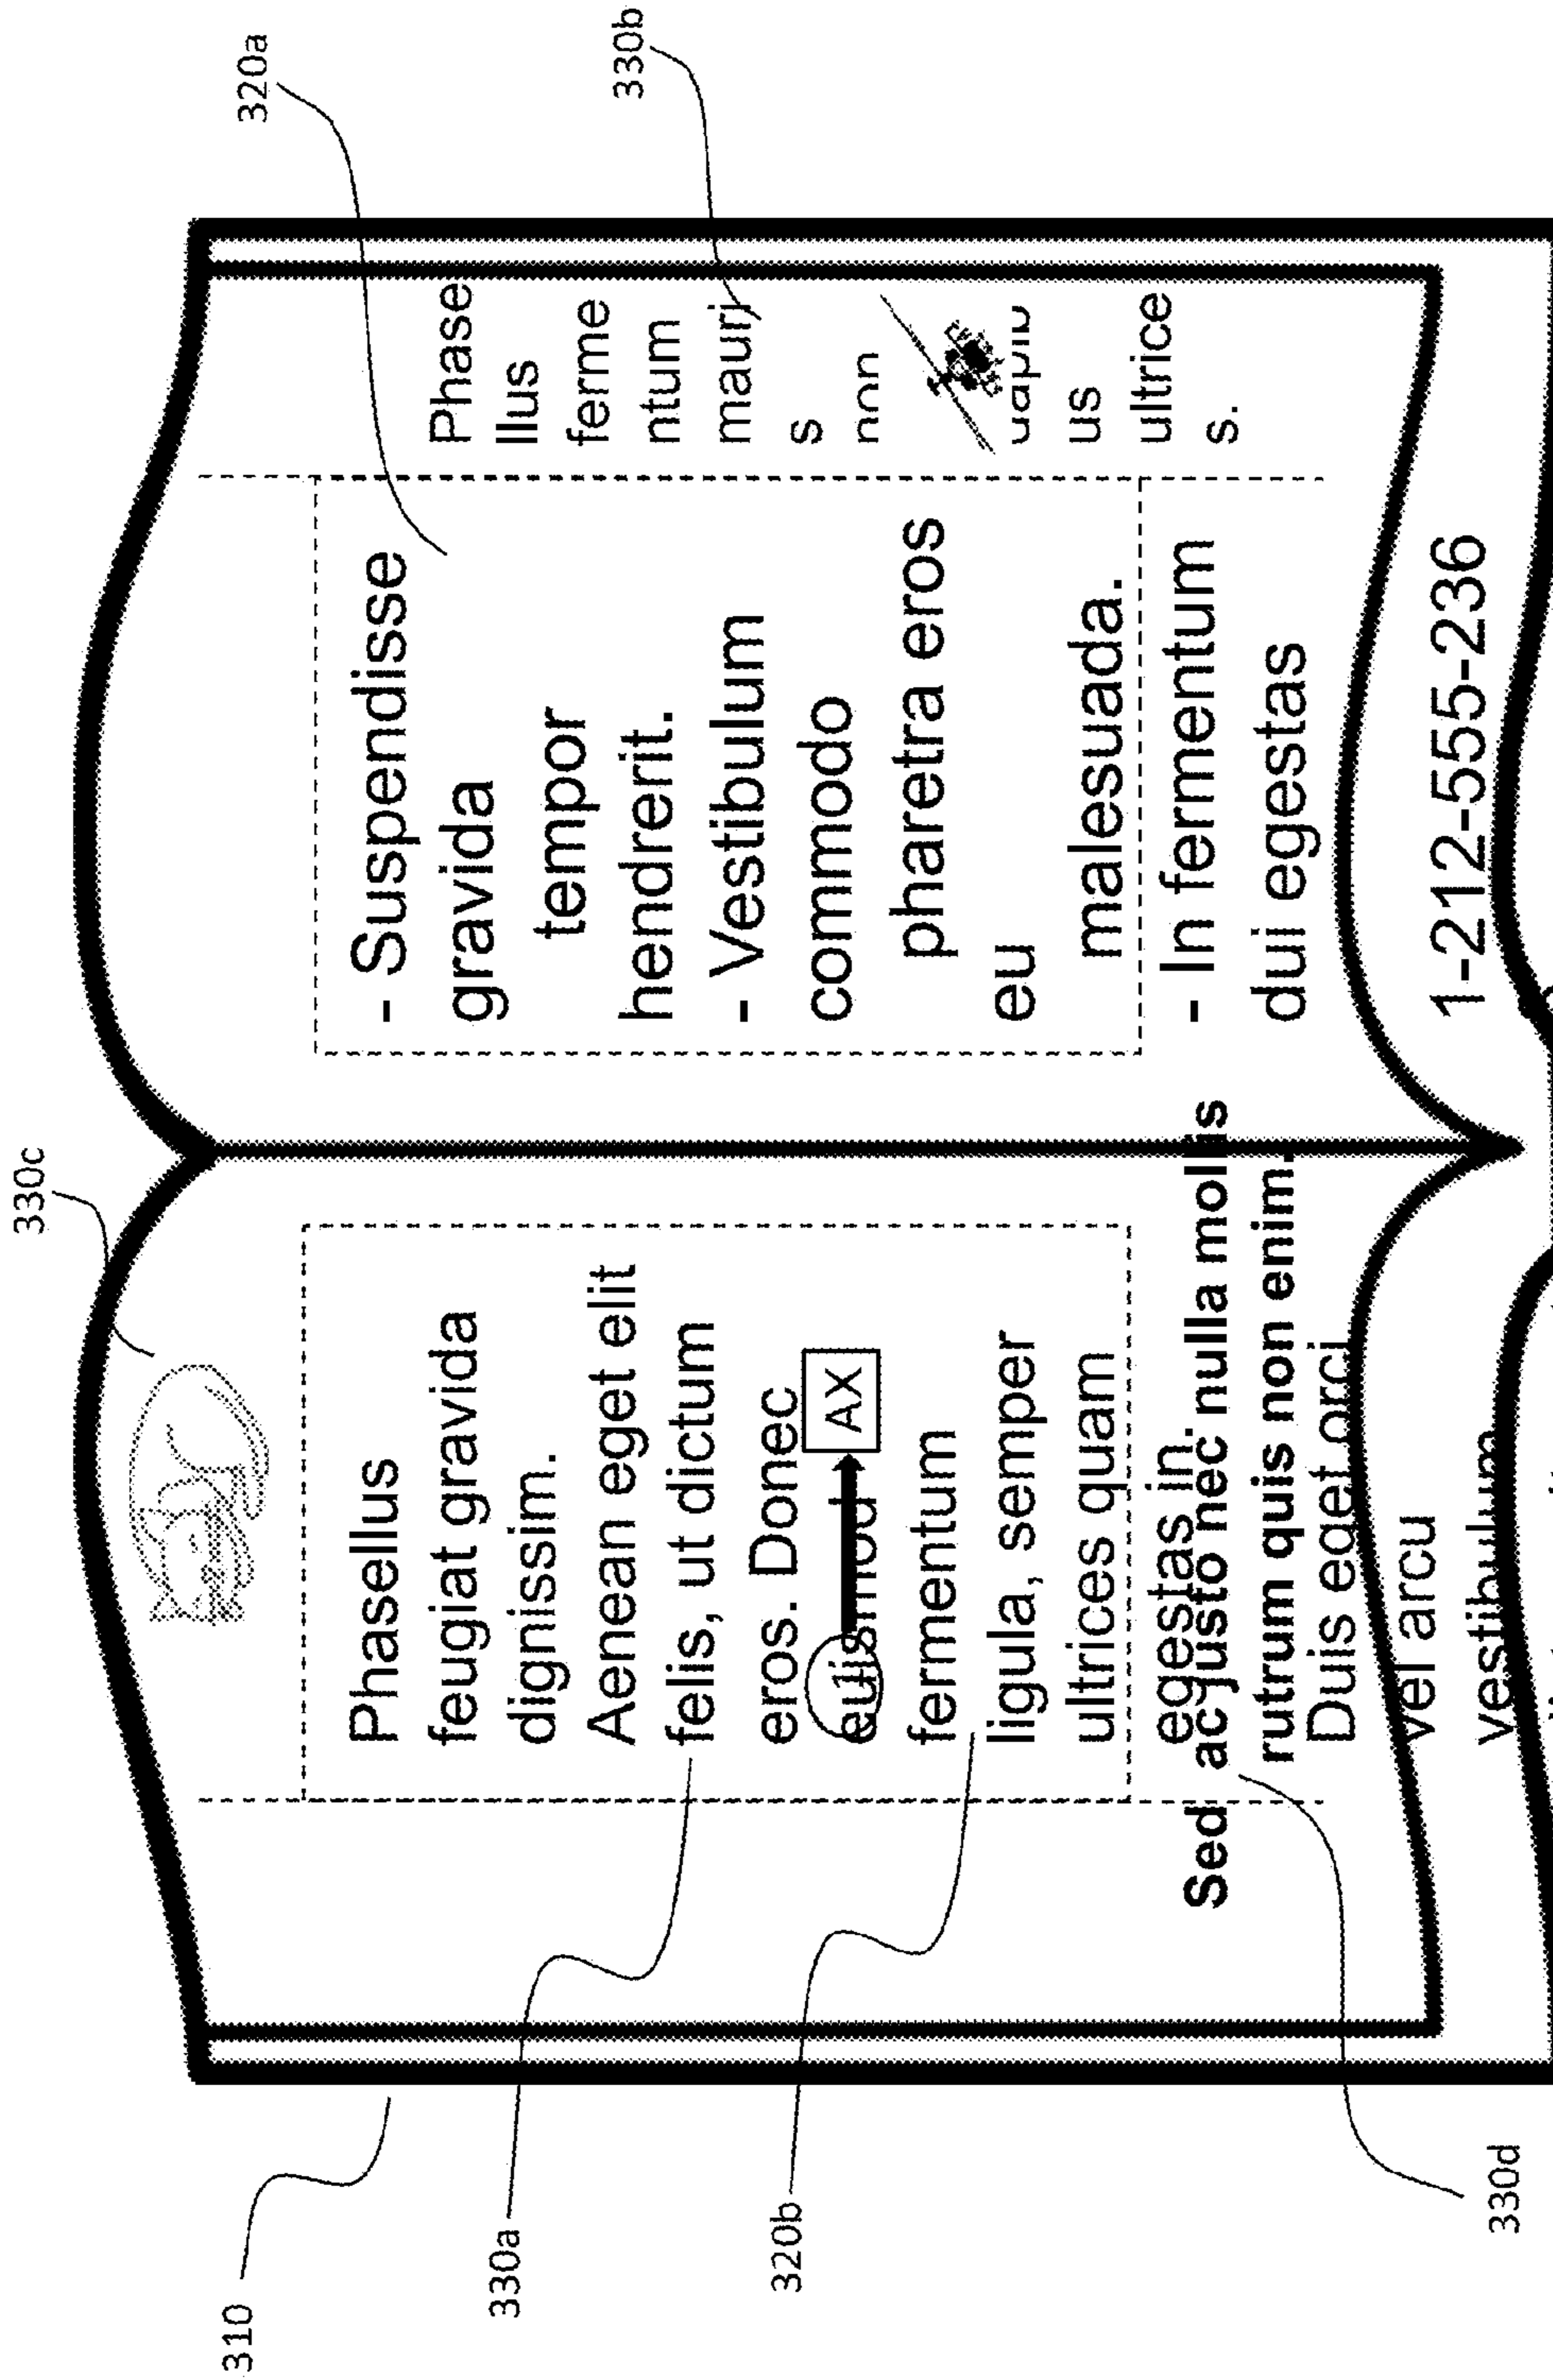 330c
320a
330b
310
330a
320b
330d
Phasellus
feugiat gravida
dignissim.
Aenean eget elit
felis, ut dictum
eros. Donec
euismod
1
AX
fermentum
ligula, semper
ultrices quam
egestas in.
Sed ac justo nec nulla mollis
rutrum quis non enim.
Duis eget orci
vel arcu
vestibulum
- Suspendisse
gravida
tempor
hendrerit.
- Vestibulum
commodo
pharetra eros
eu
malesuada.
- In fermentum
dui egestas
1-212-555-236
Phase
llus
ferme
ntum
mauri
s
non
dapib
us
ultrice
s.